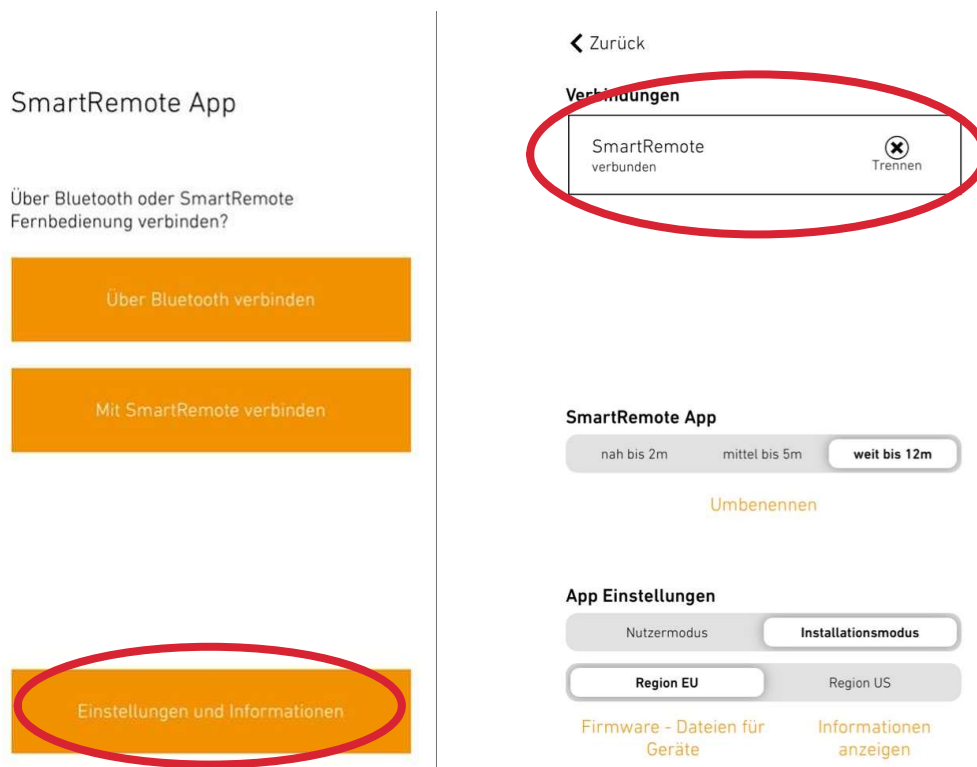 SmartRemote App
Über Bluetooth oder SmartRemote
Fernbedienung verbinden?
Über Bluetooth verbinden
Mit SmartRemote verbinden
Einstellungen und Informationen
Zurück
Verbindungen
SmartRemote
verbunden
Trennen
SmartRemote App
nah bis 2m mittel bis 5m weit bis 12m
Umbenennen
App Einstellungen
Nutzermodus Installationsmodus
Region EU Region US
Firmware - Dateien für
Geräte
Informationen
anzeigen